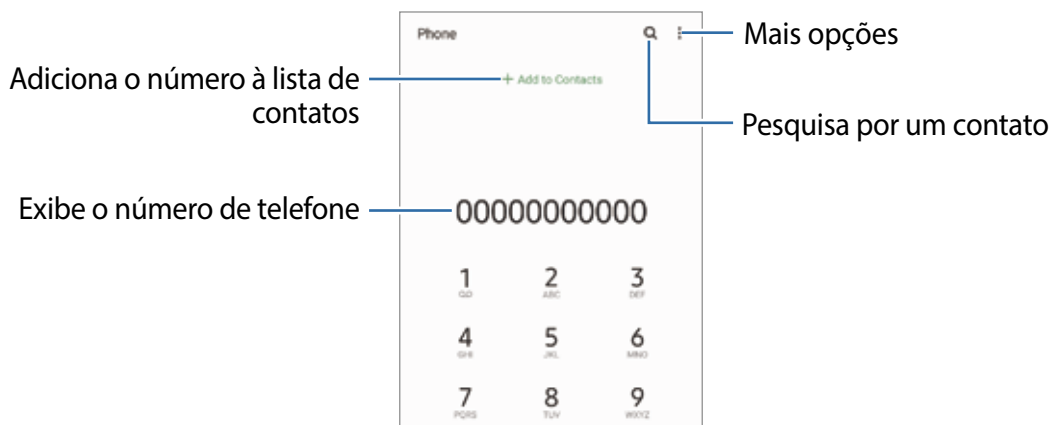 Phone
Mais opções
Adiciona o número à lista de
contatos
+ Add to Contacts
Pesquisa por um contato
Exibe o número de telefone
00000000000
1 2 3
ABC DEF
4 5 6
GHI JKL MNO
7 8 9
PQRS TUV WXYZ